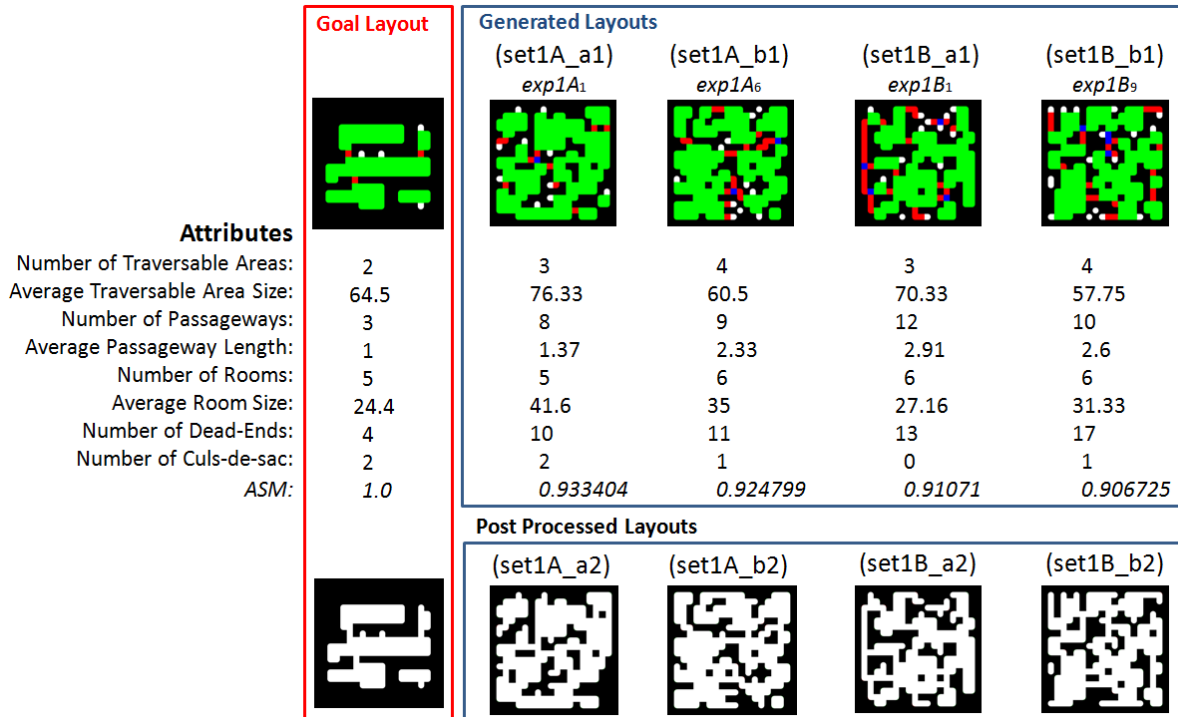 Goal Layout
Generated Layouts
(set1A_a1) (set1A_b1) (set1B_a1) (set1B_b1)
exp1A1 exp1A6 exp1B1 exp1B9
Attributes
Number of Traversable Areas: 2 3 4 3 4
Average Traversable Area Size: 64.5 76.33 60.5 70.33 57.75
Number of Passageways: 3 8 9 12 10
Average Passageway Length: 1 1.37 2.33 2.91 2.6
Number of Rooms: 5 5 6 6 6
Average Room Size: 24.4 41.6 35 27.16 31.33
Number of Dead-Ends: 4 10 11 13 17
Number of Culs-de-sac: 2 2 1 0 1
ASM: 1.0 0.933404 0.924799 0.91071 0.906725
Post Processed Layouts
(set1A_a2) (set1A_b2) (set1B_a2) (set1B_b2)